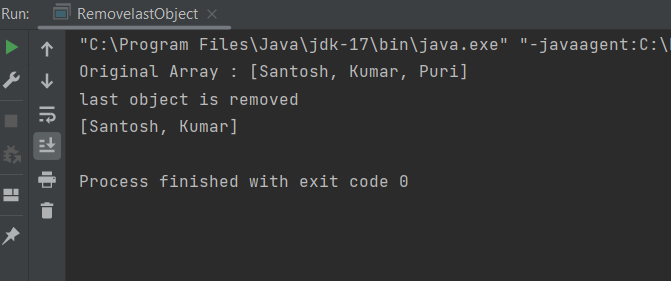 Run: RemovelastObject ×
"C:\Program Files\Java\jdk-17\bin\java.exe" "-javaagent:C:\
Original Array : [Santosh, Kumar, Puri]
last object is removed
[Santosh, Kumar]
Process finished with exit code 0